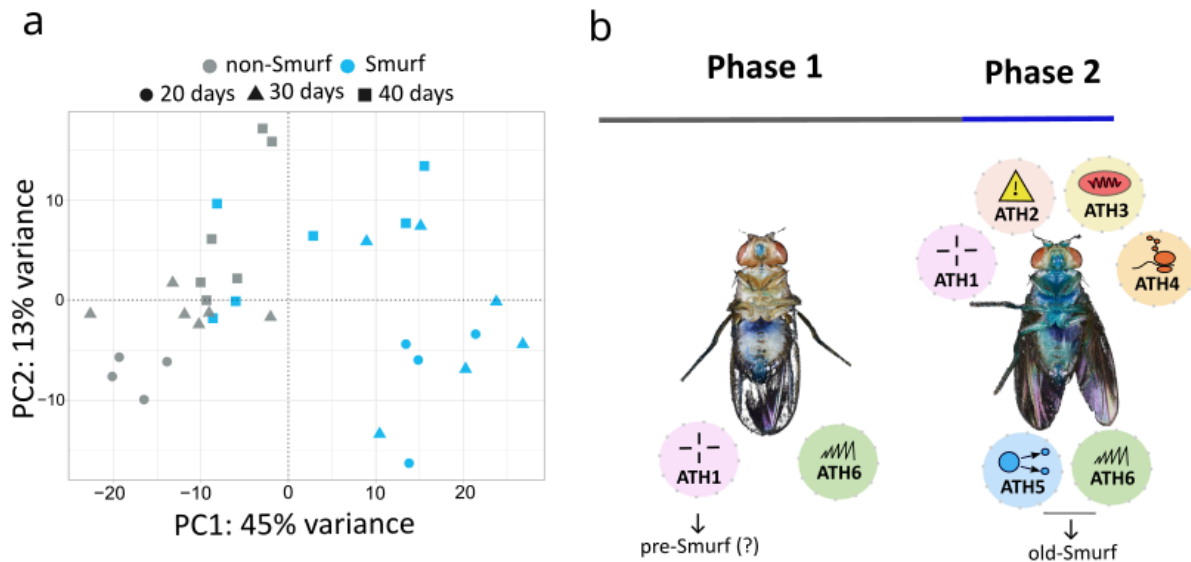 a
non-Smurf Smurf
20 days 30 days 40 days
10
0
−10
−20 −10 0 10 20
PC2: 13% variance
PC1: 45% variance
b
Phase 1 Phase 2
ATH2 ATH3
ATH1 ATH4
ATH1 ATH6
ATH5 ATH6
pre-Smurf (?)
old-Smurf